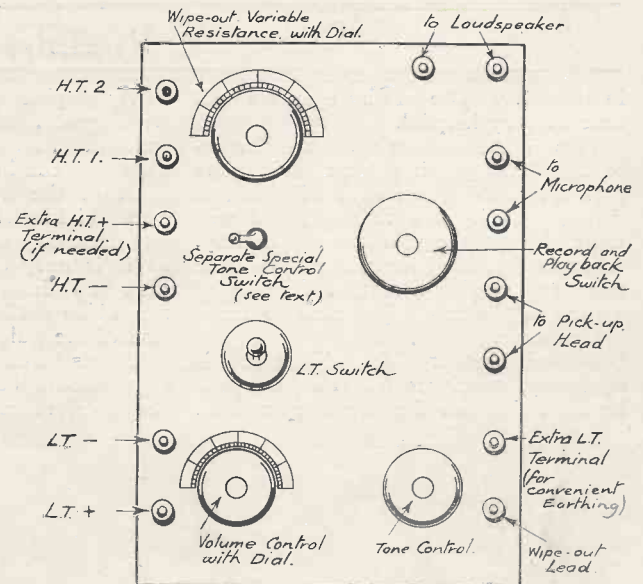 Wipe-out Variable
Resistance with Dial.
to Loudspeaker
H.T. 2
H.T. 1.
Extra H.T. +
Terminal
(if needed)
H.T. —
Separate Special
Tone Control
Switch
(see text)
L.T. Switch
L.T. —
L.T. +
Volume Control
with Dial.
Tone Control.
to
Microphone
Record and
Play back
Switch
to Pick-up
Head
Extra L.T.
Terminal
(for
convenient
Earthing)
Wipe-out
Lead.